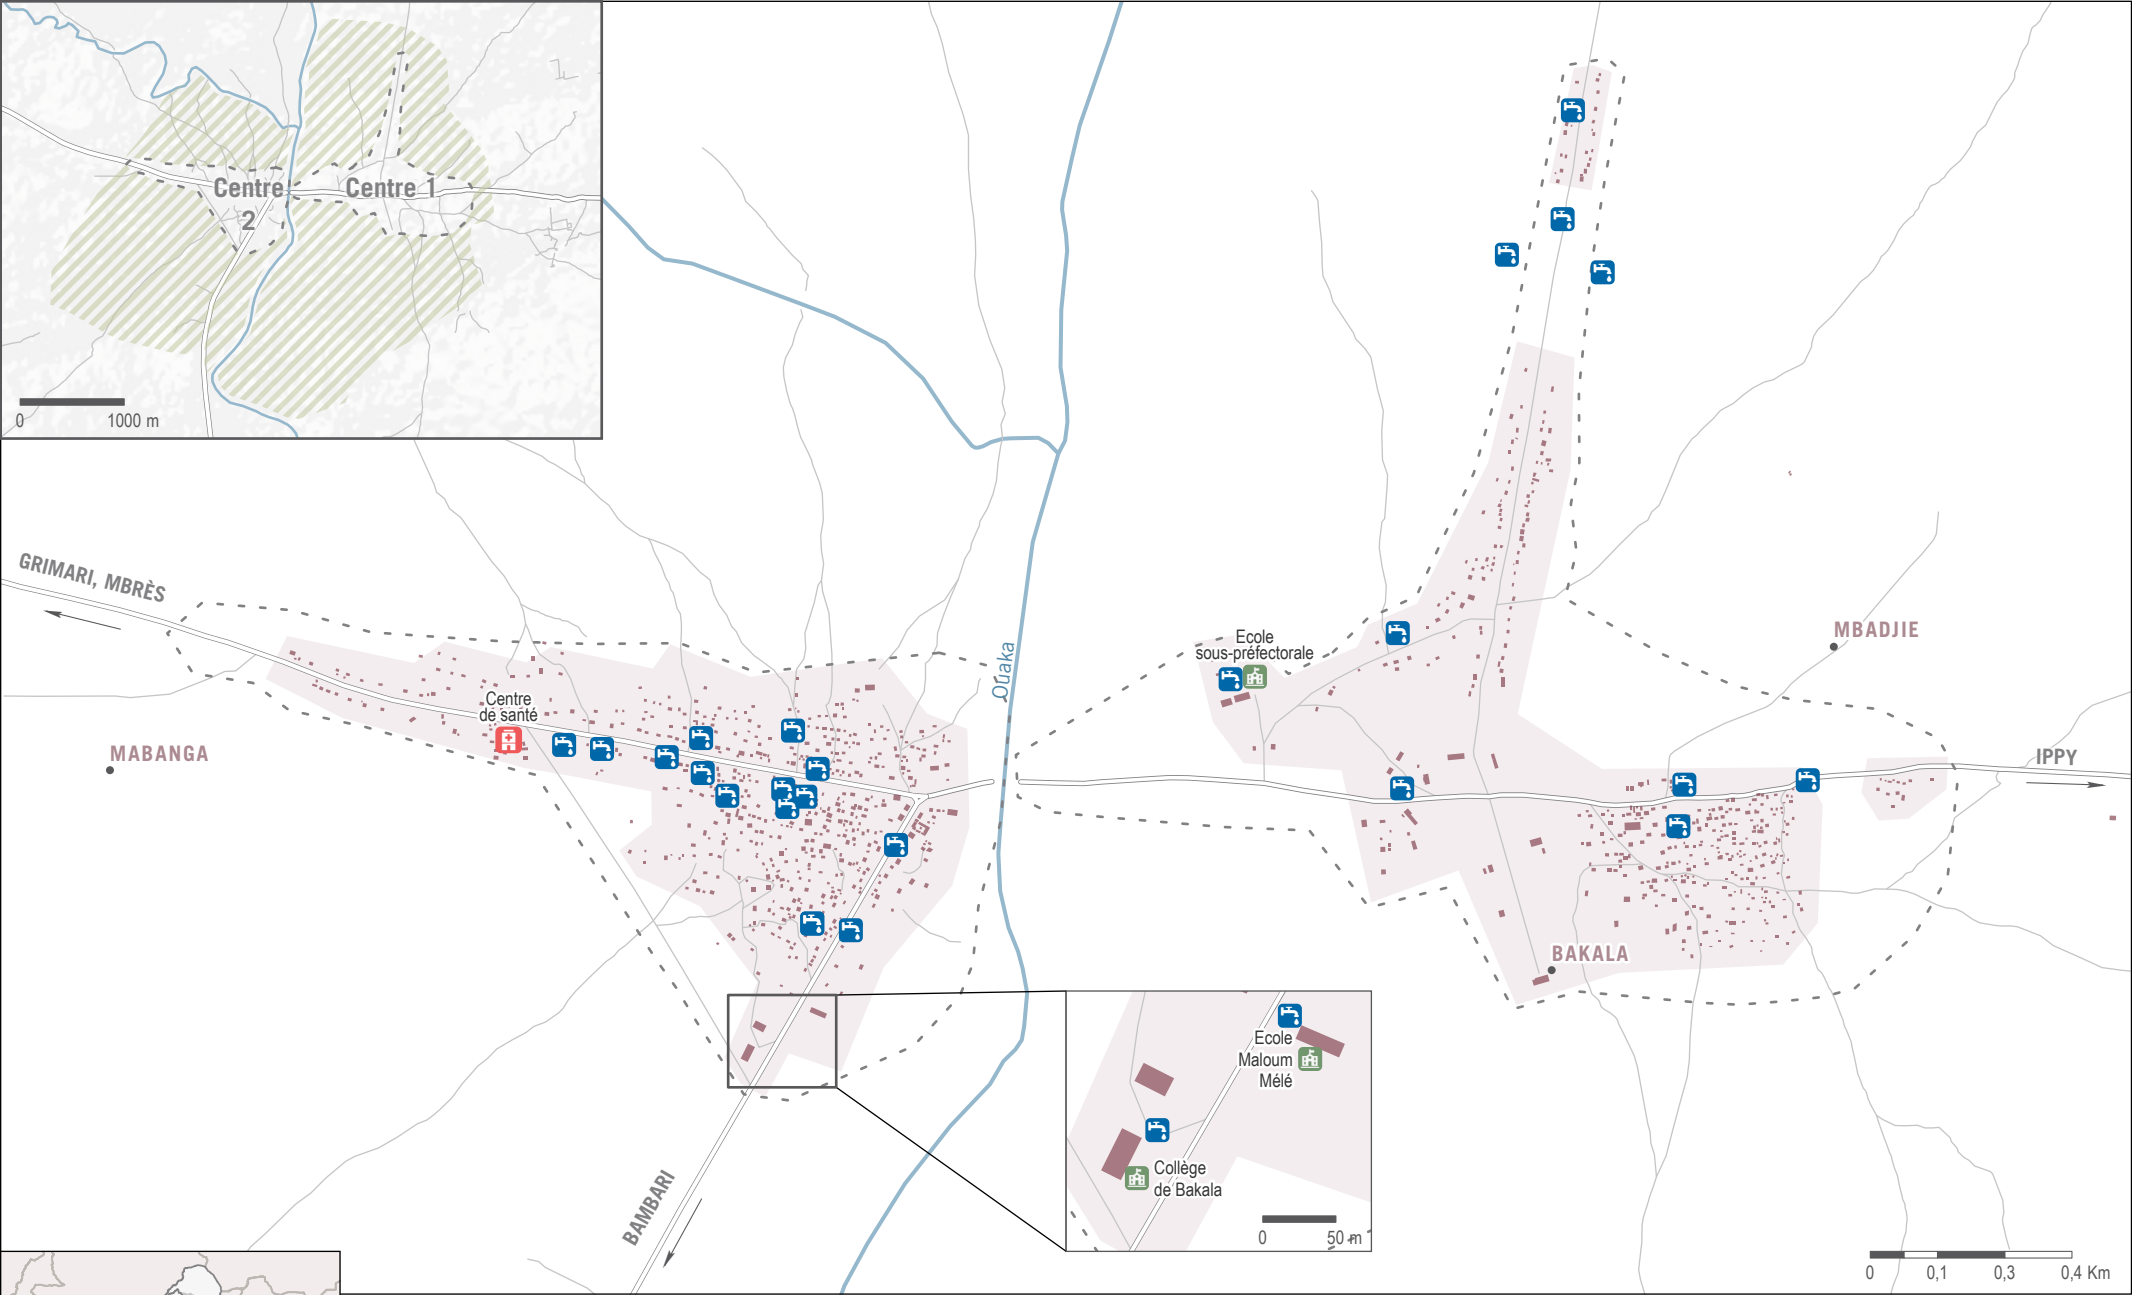 Centre
2
Centre 1
0
1000 m
GRIMARI, MBRÈS
MABANGA
Centre
de santé
Ouaka
Ecole
sous-préfectorale
MBADJIE
IPPY
BAKALA
BAMBARI
Ecole
Maloum
Mélé
Collège
de Bakala
0
50 m
0
0,1
0,3
0,4 Km